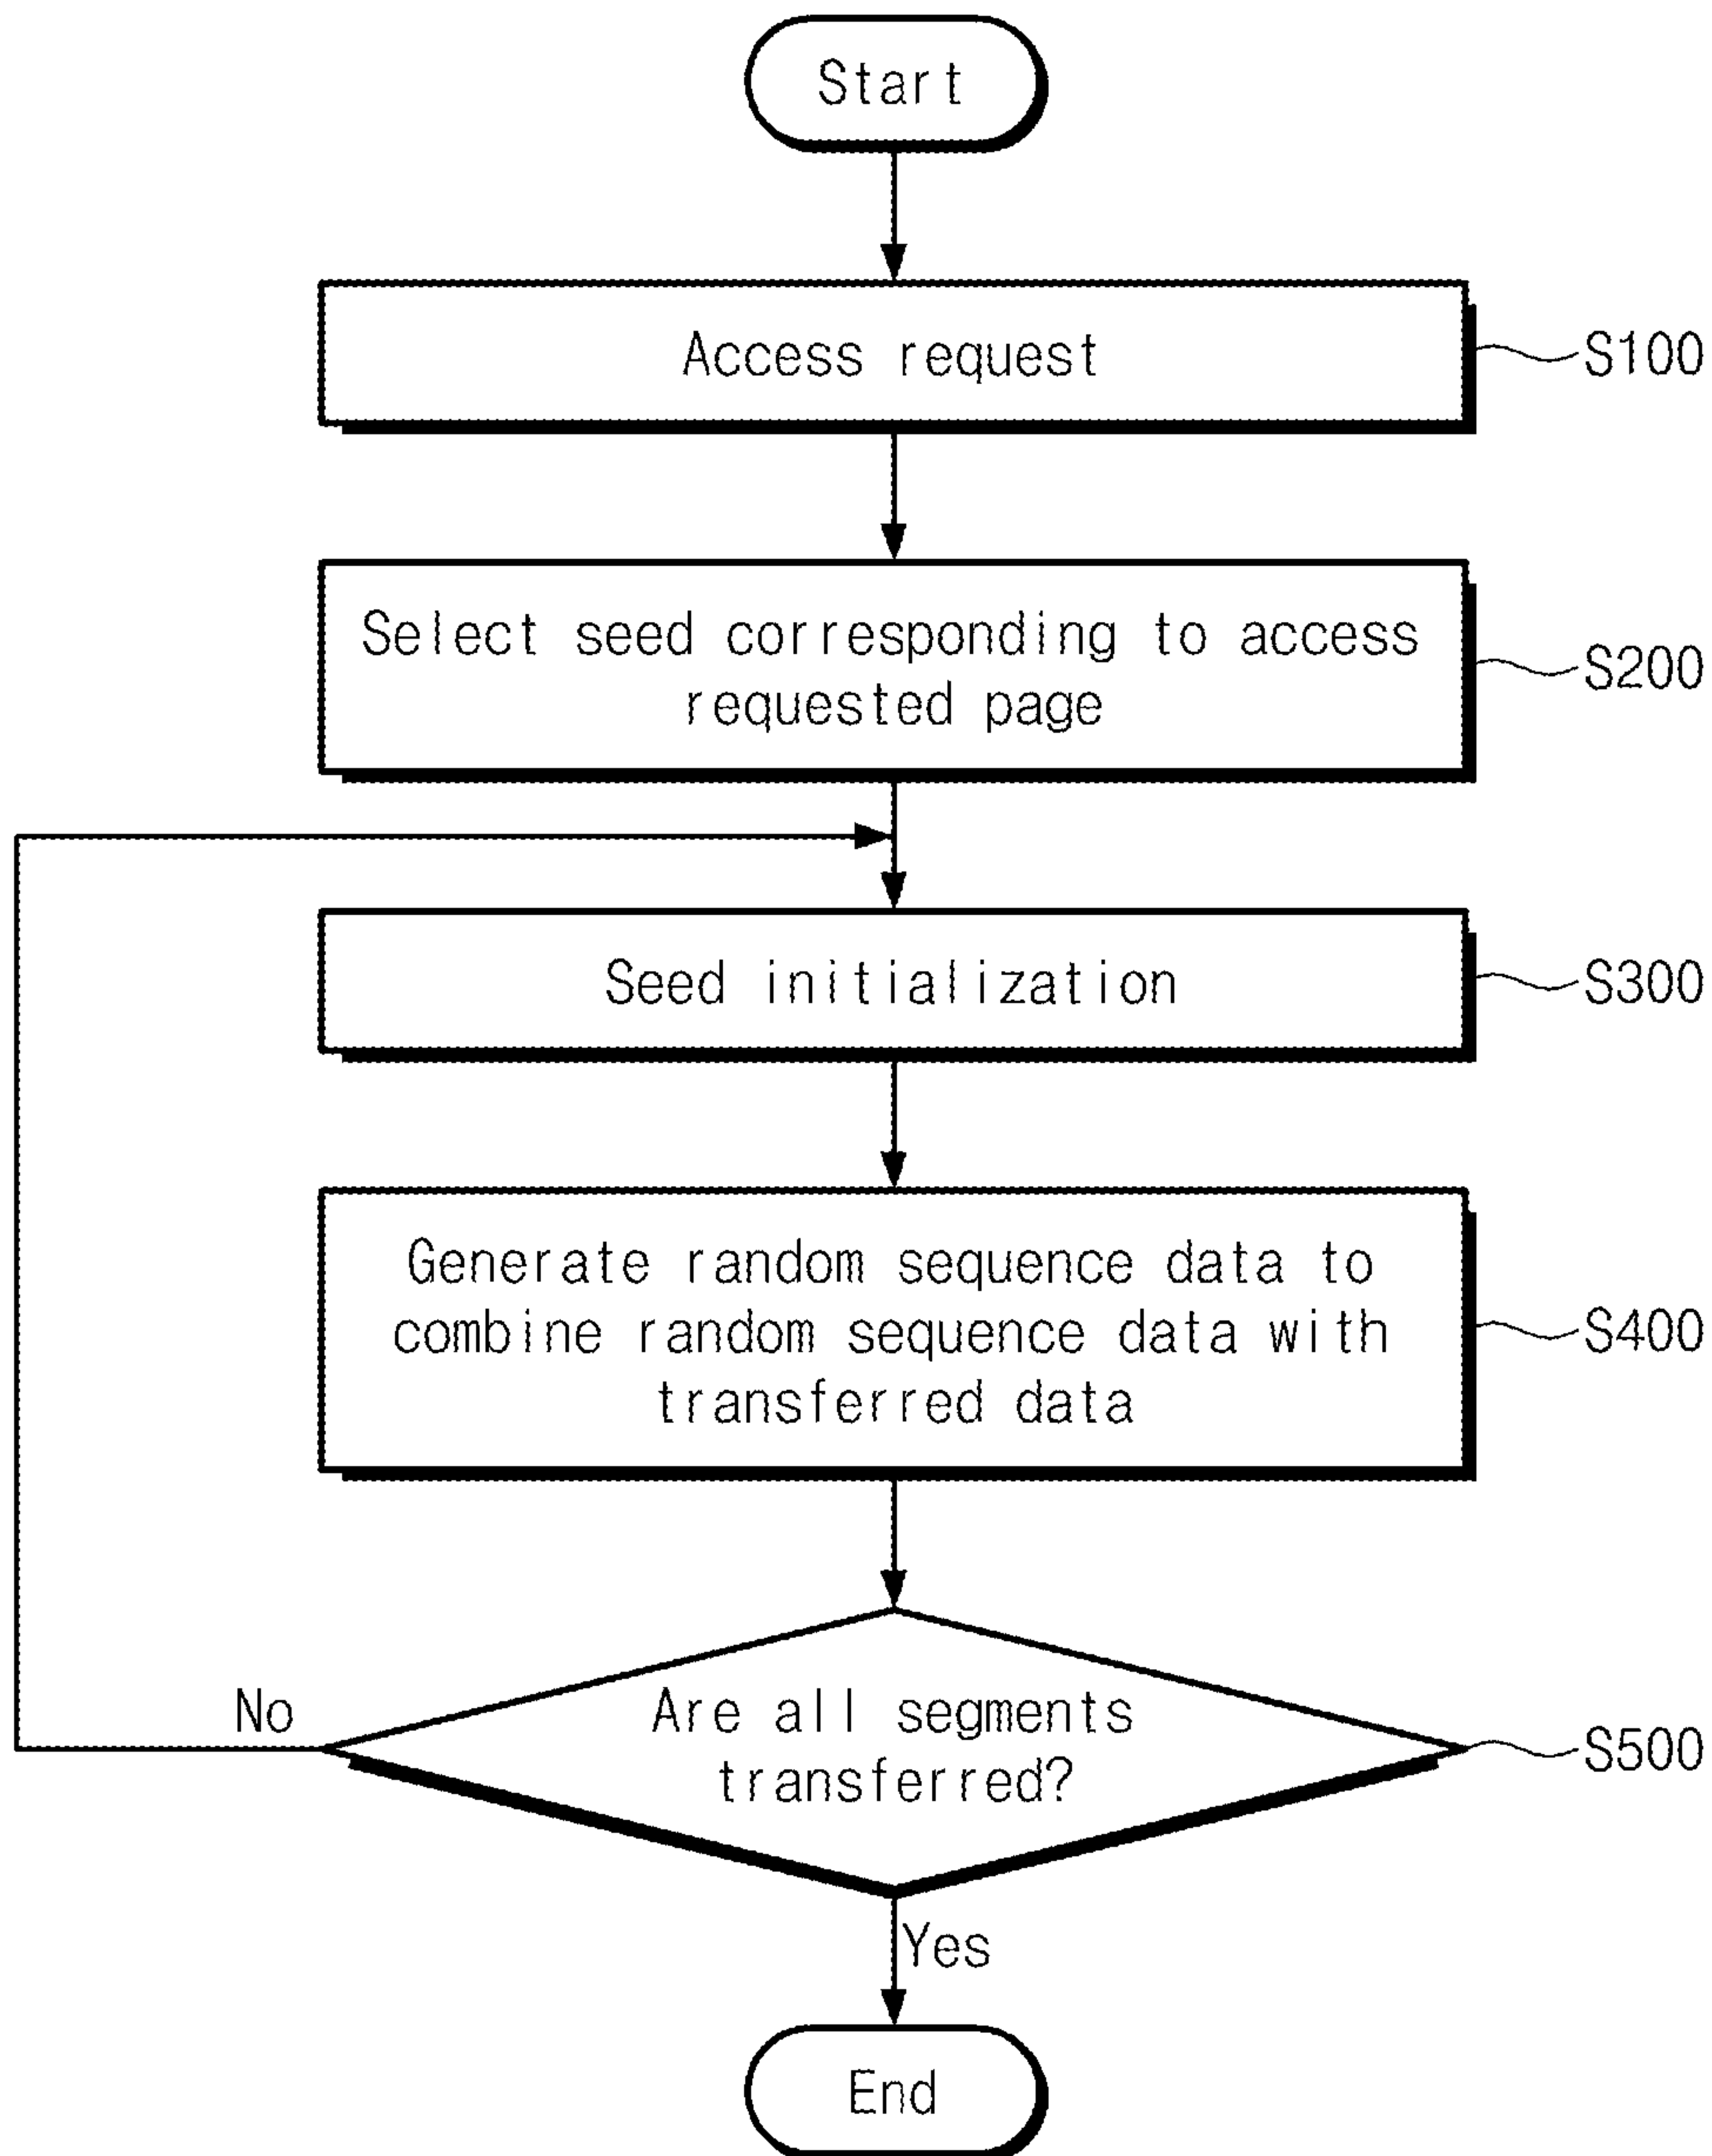 Start
Access request
S100
Select seed corresponding to access
requested page
S200
Seed initialization
S300
Generate random sequence data to
combine random sequence data with
transferred data
S400
No
Are all segments
transferred?
S500
Yes
End